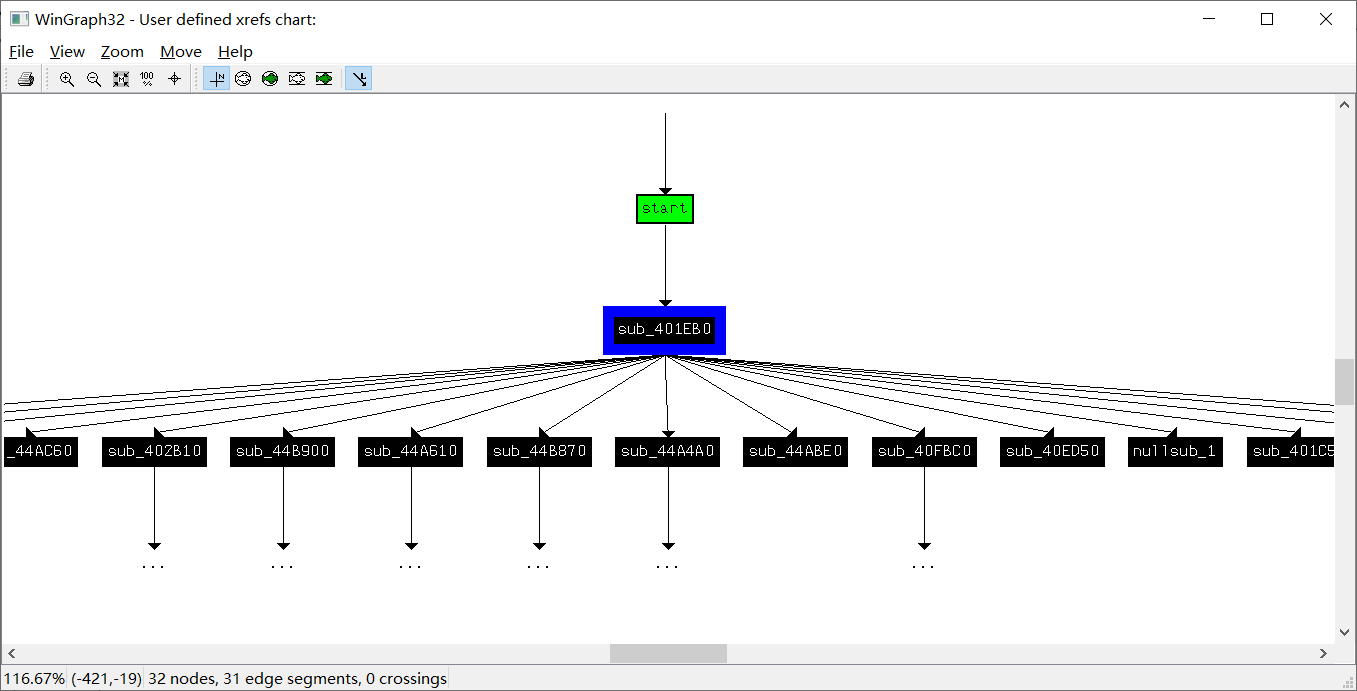 WinGraph32 - User defined xrefs chart:
File View Zoom Move Help
100 %
N
start
sub_401EB0
_44AC60 sub_402B10 sub_44B900 sub_44A610 sub_44B870 sub_44A4A0 sub_44ABE0 sub_40FBC0 sub_40ED50 nullsub_1 sub_401C5
... ... ... ... ... ...
116.67% (-421,-19) 32 nodes, 31 edge segments, 0 crossings